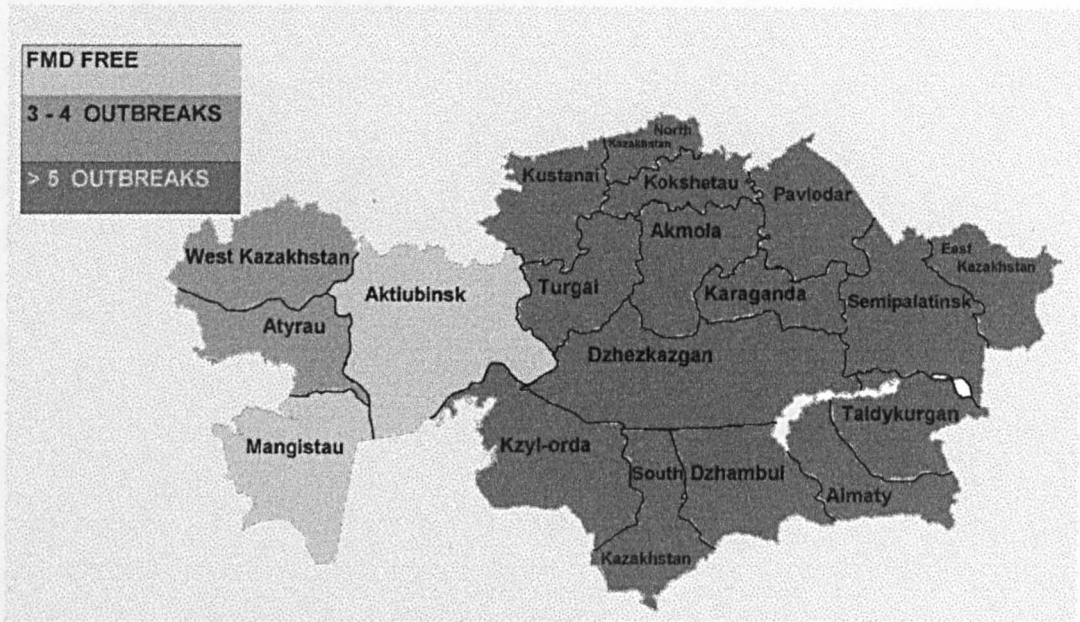 FMD FREE
3 - 4 OUTBREAKS
> 5 OUTBREAKS
North
Kazakhstan
Kustanai
Kokshetau
Pavlodar
Akmola
West Kazakhstan
East
Kazakhstan
Aktiubinsk
Turgai
Karaganda
Semipalatinsk
Atyrau
Dzhezkazgan
Taldykurgan
Mangistau
Kzyl-orda
South
Dzhambul
Almaty
Kazakhstan